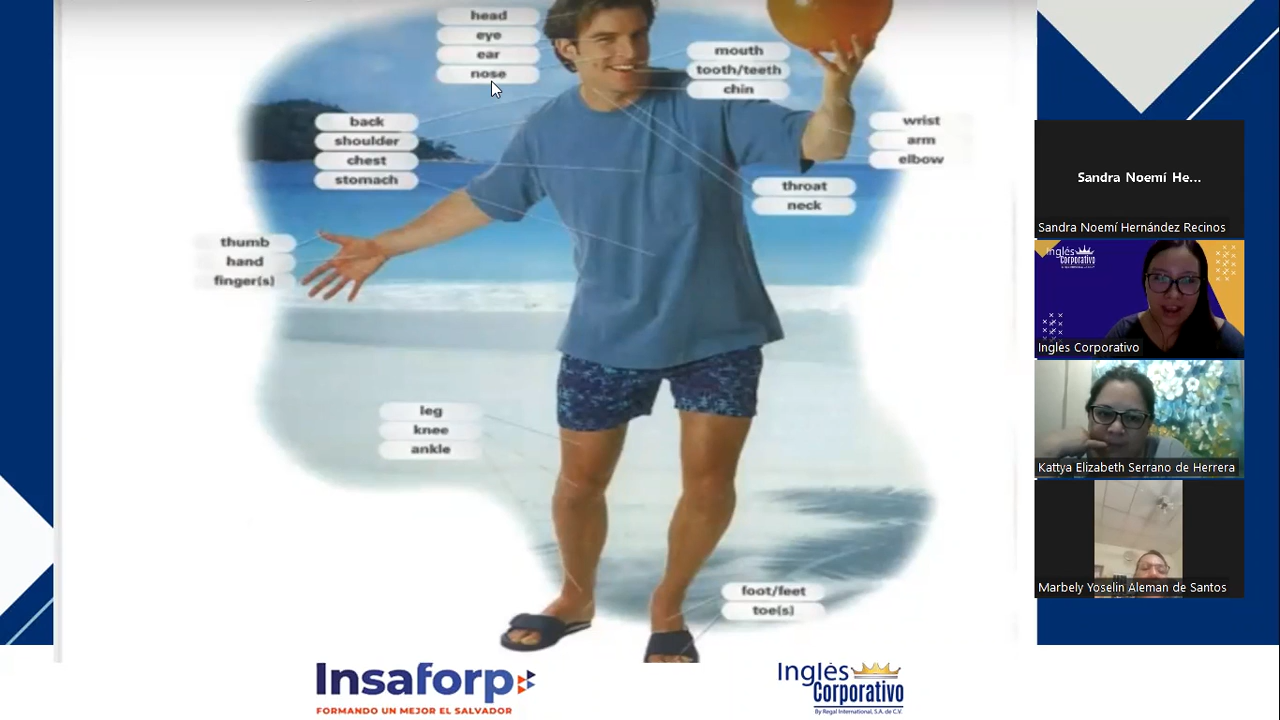 head
eye
ear
nose
mouth
tooth/teeth
chin
back
shoulder
chest
stomach
wrist
arm
elbow
throat
neck
thumb
hand
finger(s)
leg
knee
ankle
foot/feet
toe(s)
Insaforp
FORMANDO UN MEJOR EL SALVADOR
Inglés
Corporativo
By Regal International, S.A. de C.V.
Sandra Noemí He...
Sandra Noemí Hernández Recinos
Inglés
Corporativo
Ingles Corporativo
Kattya Elizabeth Serrano de Herrera
Marbely Yoselin Aleman de Santos